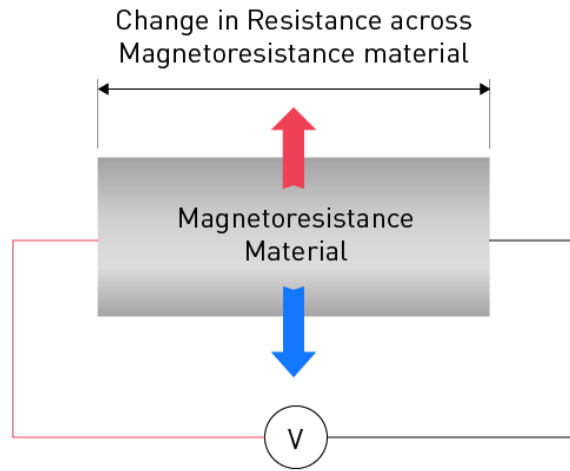 Change in Resistance across
Magnetoresistance material
Magnetoresistance
Material
V